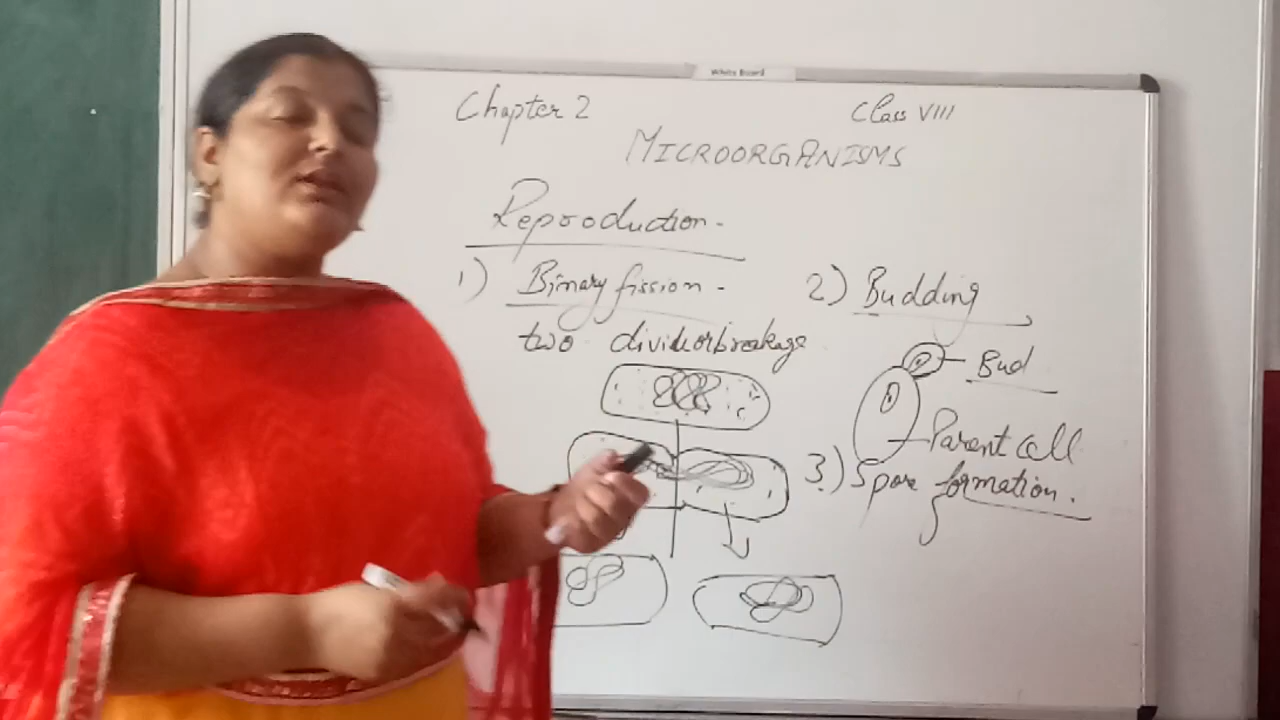 White Board
Chapter 2
Class VIII
MICROORGANISMS
Reproduction -
1) Binary fission -
two divide or breakage
2) Budding
Bud
Parent cell
3) Spore formation.